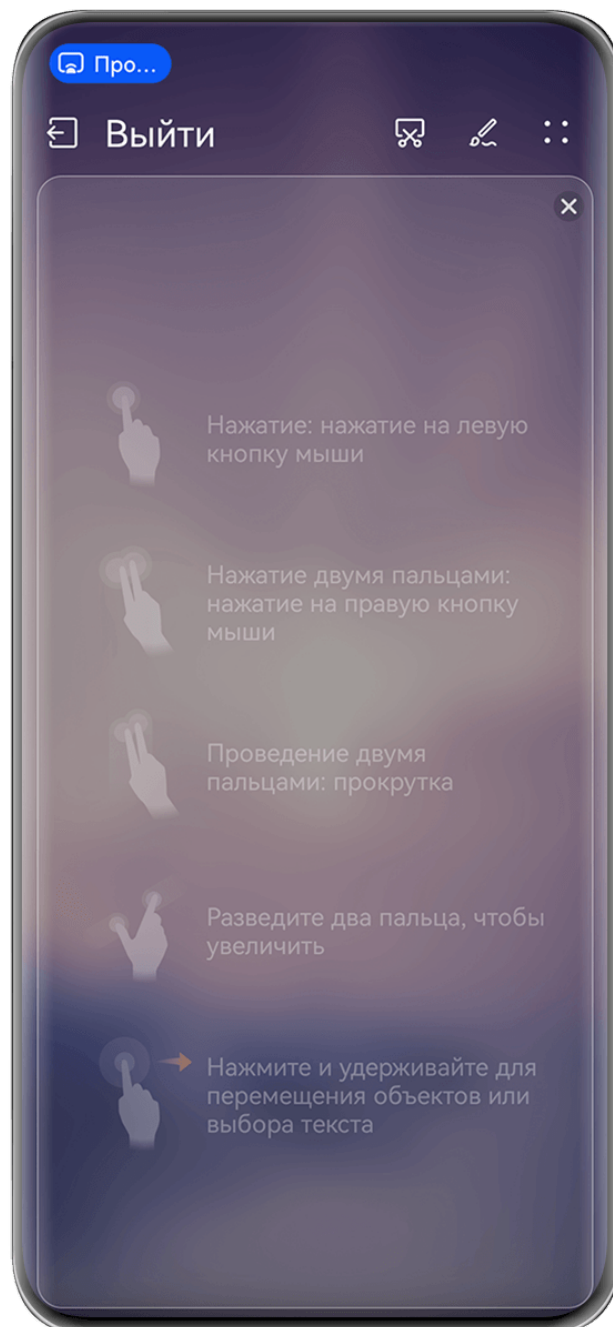 Про...
Выйти
Нажатие: нажатие на левую
кнопку мыши
Нажатие двумя пальцами:
нажатие на правую кнопку
мыши
Проведение двумя
пальцами: прокрутка
Разведите два пальца, чтобы
увеличить
Нажмите и удерживайте для
перемещения объектов или
выбора текста